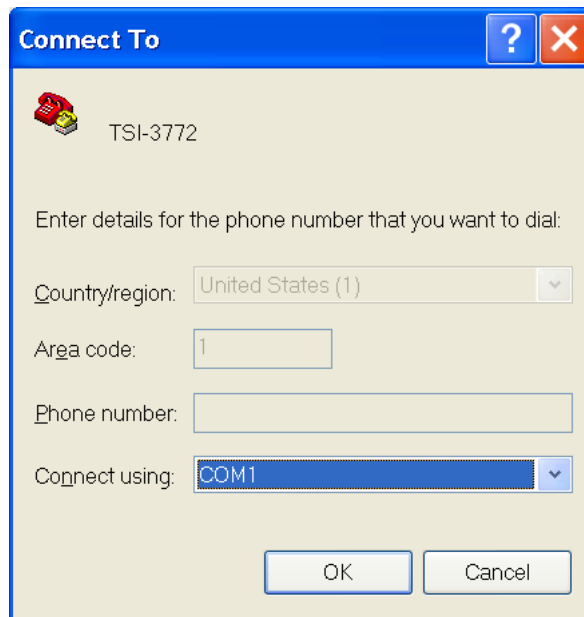 Connect To
TSI-3772
Enter details for the phone number that you want to dial:
Country/region: United States (1)
Area code: 1
Phone number:
Connect using: COM1
OK Cancel